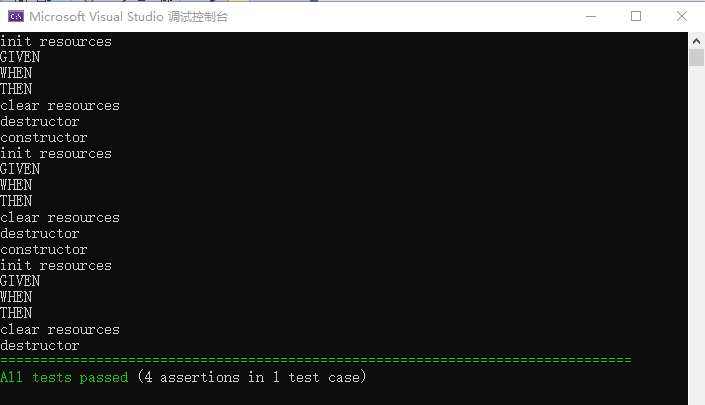 Microsoft Visual Studio 调试控制台
init resources
GIVEN
WHEN
THEN
clear resources
destructor
constructor
init resources
GIVEN
WHEN
THEN
clear resources
destructor
constructor
init resources
GIVEN
WHEN
THEN
clear resources
destructor
===============================================================================
All tests passed (4 assertions in 1 test case)